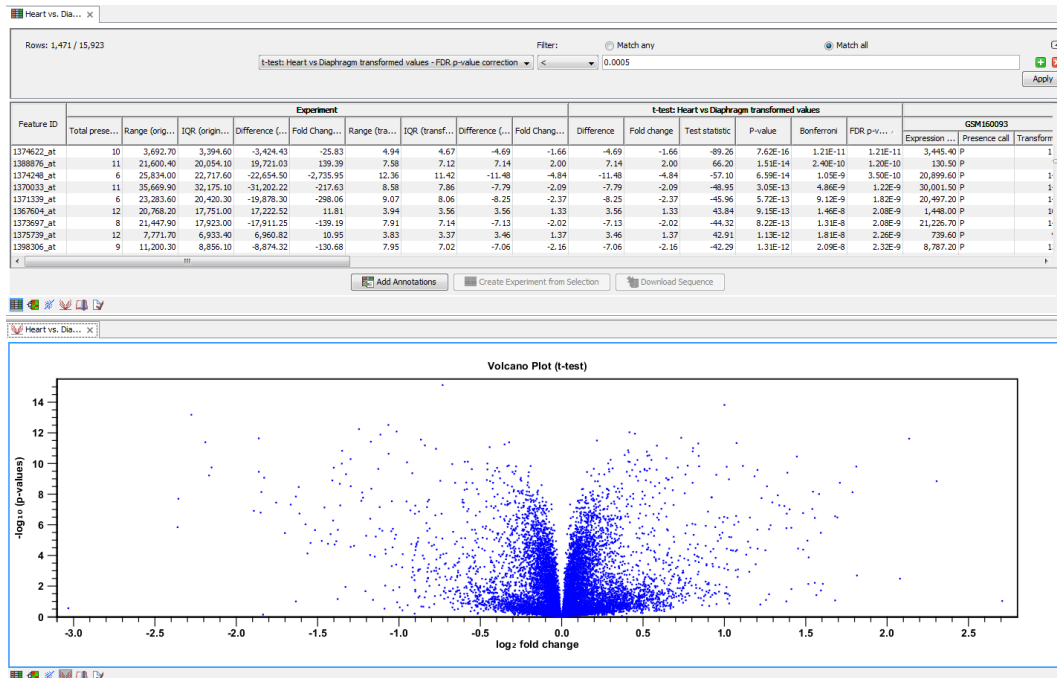 Heart vs. Dia...
Rows: 1,471 / 15,923
Filter: Match any Match all
t-test: Heart vs Diaphragm transformed values - FDR p-value correction < 0.0005
Apply
Experiment t-test: Heart vs Diaphragm transformed values
GSM160093
Feature ID Total prese... Range (orig... IQR (origin... Difference (... Fold Chang... Range (tra... IQR (transf... Difference (... Fold Chang... Difference Fold change Test statistic P-value Bonferroni FDR p-v... Expression ... Presence call Transform
1374622_at 10 3,692.70 3,394.60 -3,424.43 -25.83 4.94 4.67 -4.69 -1.66 -4.69 -1.66 -89.26 7.62E-16 1.21E-11 1.21E-11 3,445.40 P
1388876_at 11 21,600.40 20,054.10 19,721.03 139.39 7.58 7.12 7.14 2.00 7.14 2.00 66.20 1.51E-14 2.40E-10 1.20E-10 130.50 P
1374248_at 6 25,834.00 22,717.60 -22,654.50 -2,735.95 12.36 11.42 -11.48 -4.84 -11.48 -4.84 -57.10 6.59E-14 1.05E-9 3.50E-10 20,899.60 P
1370033_at 11 35,669.90 32,175.10 -31,202.22 -217.63 8.58 7.86 -7.79 -2.09 -7.79 -2.09 -48.95 3.05E-13 4.86E-9 1.22E-9 30,001.50 P
1371339_at 6 23,283.60 20,420.30 -19,878.30 -298.06 9.07 8.06 -8.25 -2.37 -8.25 -2.37 -45.96 5.72E-13 9.12E-9 1.82E-9 20,497.20 P
1367604_at 12 20,768.20 17,751.00 17,222.52 11.81 3.94 3.56 3.56 1.33 3.56 1.33 43.84 9.15E-13 1.46E-8 2.08E-9 1,448.00 P
1373697_at 8 21,447.90 17,923.00 -17,911.25 -139.19 7.91 7.14 -7.13 -2.02 -7.13 -2.02 -44.32 8.22E-13 1.31E-8 2.08E-9 21,226.70 P
1375739_at 12 7,771.70 6,933.40 6,960.82 10.95 3.83 3.37 3.46 1.37 3.46 1.37 42.91 1.13E-12 1.81E-8 2.26E-9 739.60 P
1398306_at 9 11,200.30 8,856.10 -8,874.32 -130.68 7.95 7.02 -7.06 -2.16 -7.06 -2.16 -42.29 1.31E-12 2.09E-8 2.32E-9 8,787.20 P
Add Annotations Create Experiment from Selection Download Sequence
Heart vs. Dia...
Volcano Plot (t-test)
14
12
10
8
6
4
2
0
-log₁₀ (p-values)
-3.0 -2.5 -2.0 -1.5 -1.0 -0.5 0.0 0.5 1.0 1.5 2.0 2.5
log₂ fold change